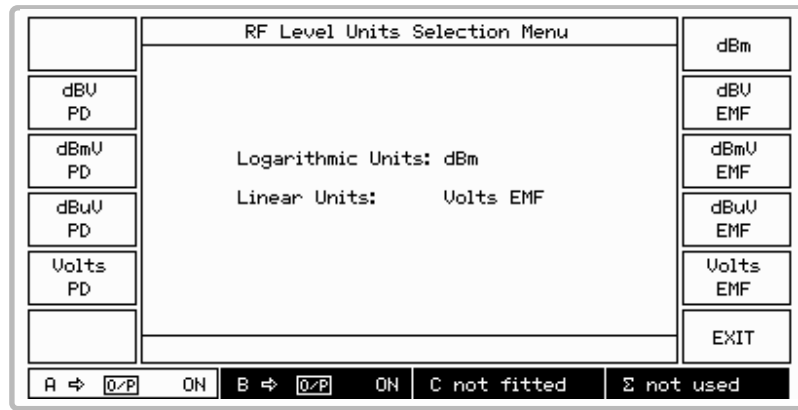 RF Level Units Selection Menu
dBm
dBV
PD
dBV
EMF
dBmV
PD
Logarithmic Units: dBm
dBmV
EMF
dBuV
PD
Linear Units: Volts EMF
dBuV
EMF
Volts
PD
Volts
EMF
EXIT
A ⇨ O/P ON B ⇨ O/P ON C not fitted Σ not used